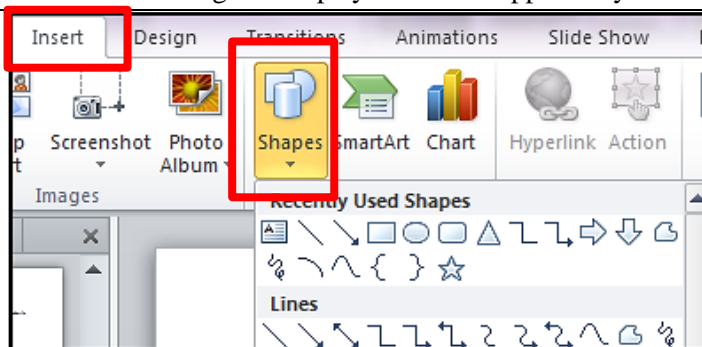 Insert Design Transitions Animations Slide Show
Screenshot Photo Album Shapes SmartArt Chart Hyperlink Action
Images
Recently Used Shapes
Lines